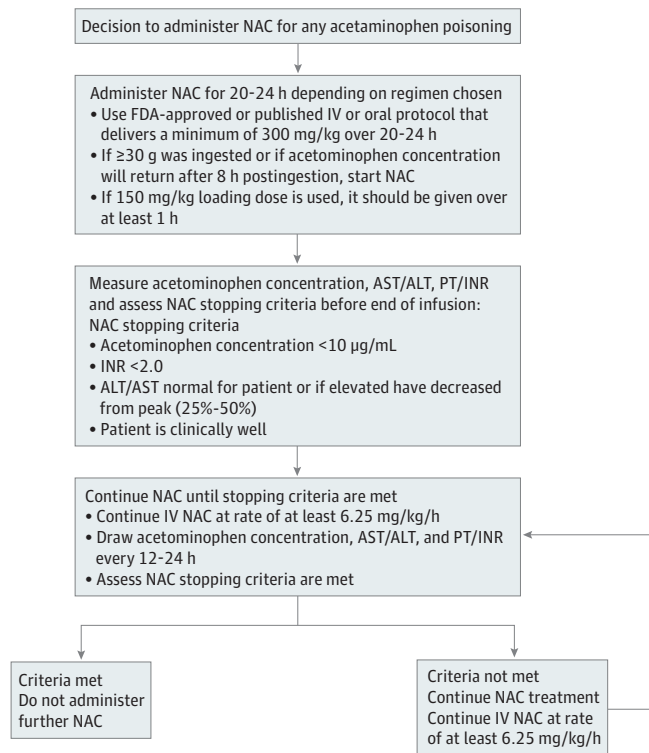 Decision to administer NAC for any acetaminophen poisoning
Administer NAC for 20-24 h depending on regimen chosen
• Use FDA-approved or published IV or oral protocol that
delivers a minimum of 300 mg/kg over 20-24 h
• If ≥30 g was ingested or if acetominophen concentration
will return after 8 h postingestion, start NAC
• If 150 mg/kg loading dose is used, it should be given over
at least 1 h
Measure acetominophen concentration, AST/ALT, PT/INR
and assess NAC stopping criteria before end of infusion:
NAC stopping criteria
• Acetominophen concentration <10 µg/mL
• INR <2.0
• ALT/AST normal for patient or if elevated have decreased
from peak (25%-50%)
• Patient is clinically well
Continue NAC until stopping criteria are met
• Continue IV NAC at rate of at least 6.25 mg/kg/h
• Draw acetominophen concentration, AST/ALT, and PT/INR
every 12-24 h
• Assess NAC stopping criteria are met
Criteria met
Do not administer
further NAC
Criteria not met
Continue NAC treatment
Continue IV NAC at rate
of at least 6.25 mg/kg/h